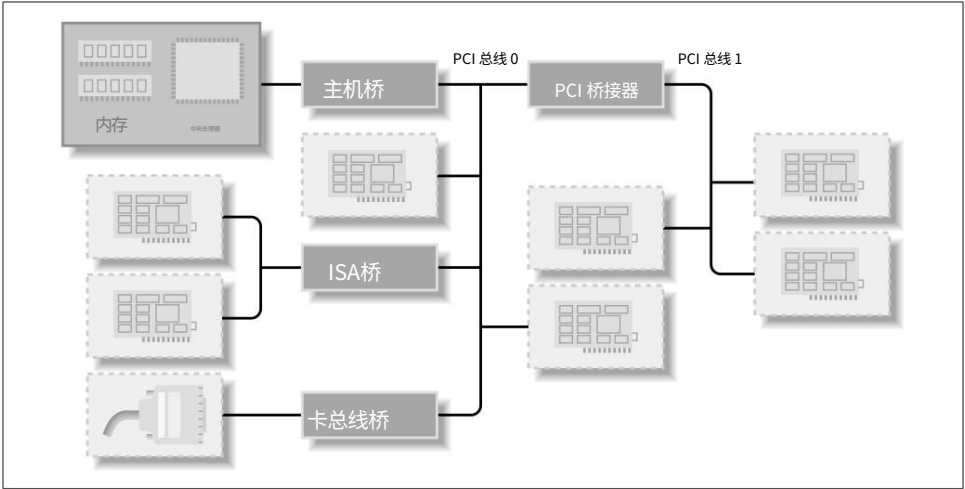 PCI 总线 0
PCI 总线 1
主机桥
PCI 桥接器
内存
中央处理器
ISA桥
卡总线桥